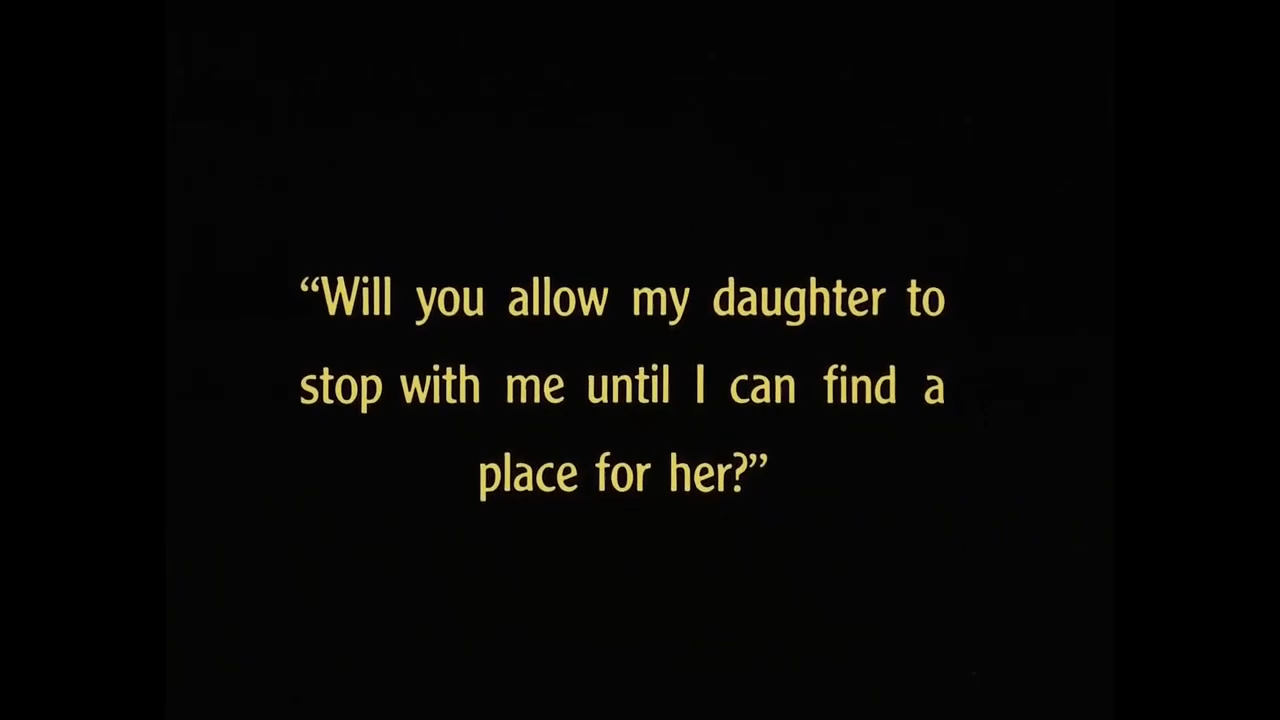 “Will you allow my daughter to
stop with me until I can find a
place for her?”